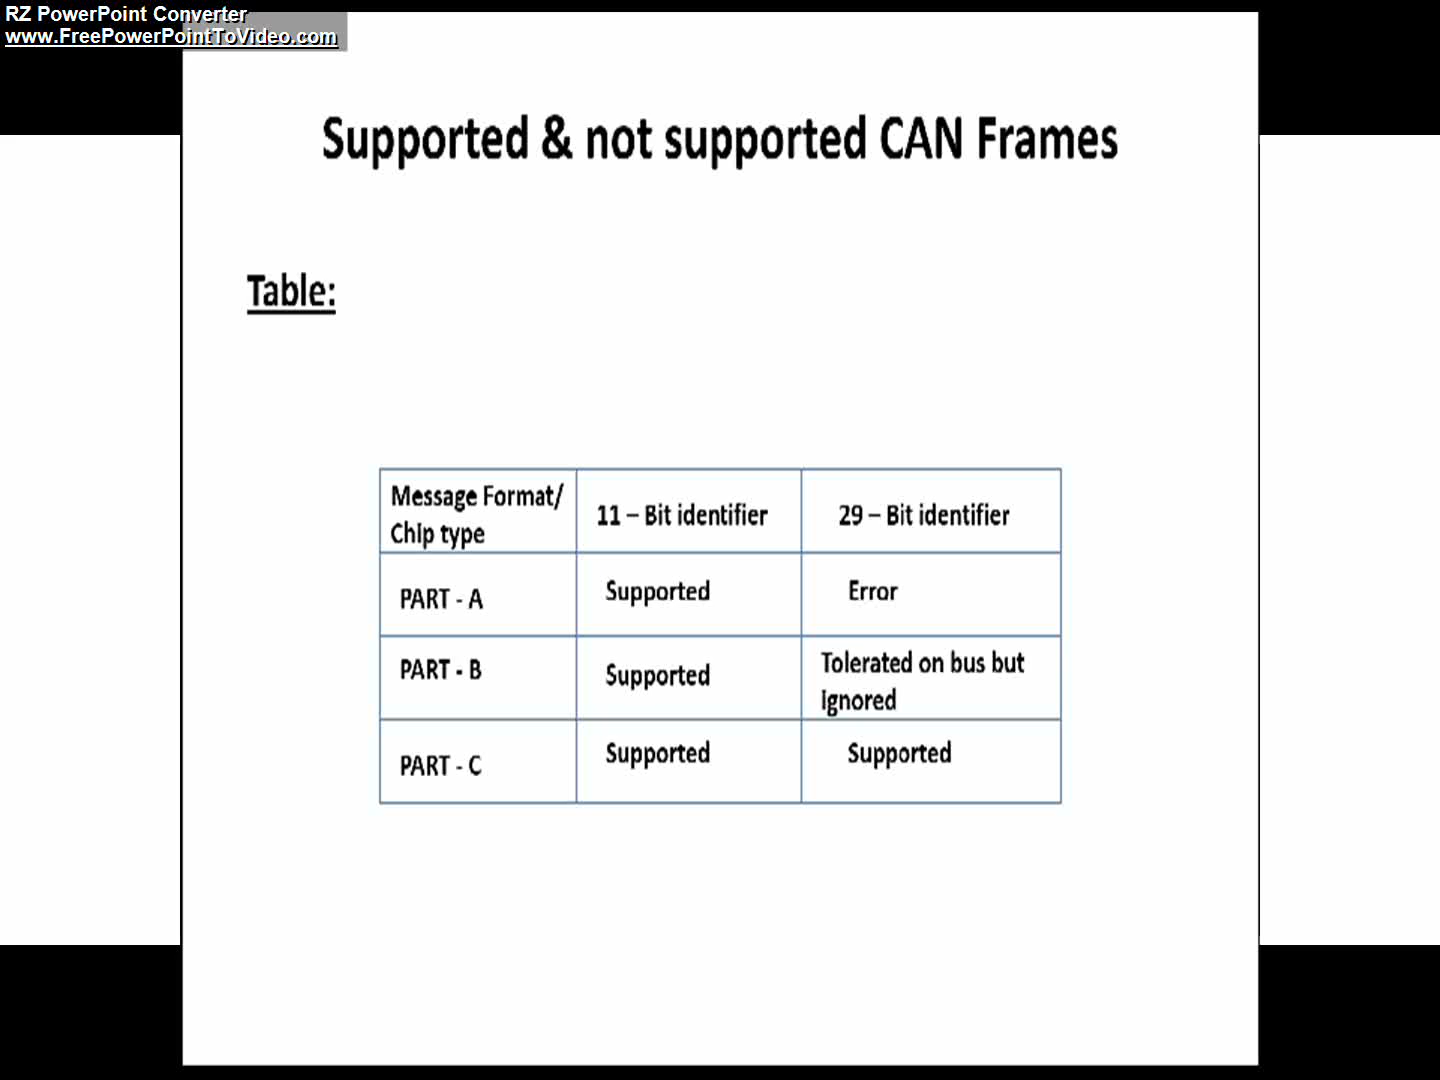 RZ PowerPoint Converter
www.FreePowerPointToVideo.com
Supported & not supported CAN Frames
Table:
Message Format/
Chip type
11 – Bit identifier
29 – Bit identifier
PART - A
Supported
Error
PART - B
Supported
Tolerated on bus but
ignored
PART - C
Supported
Supported